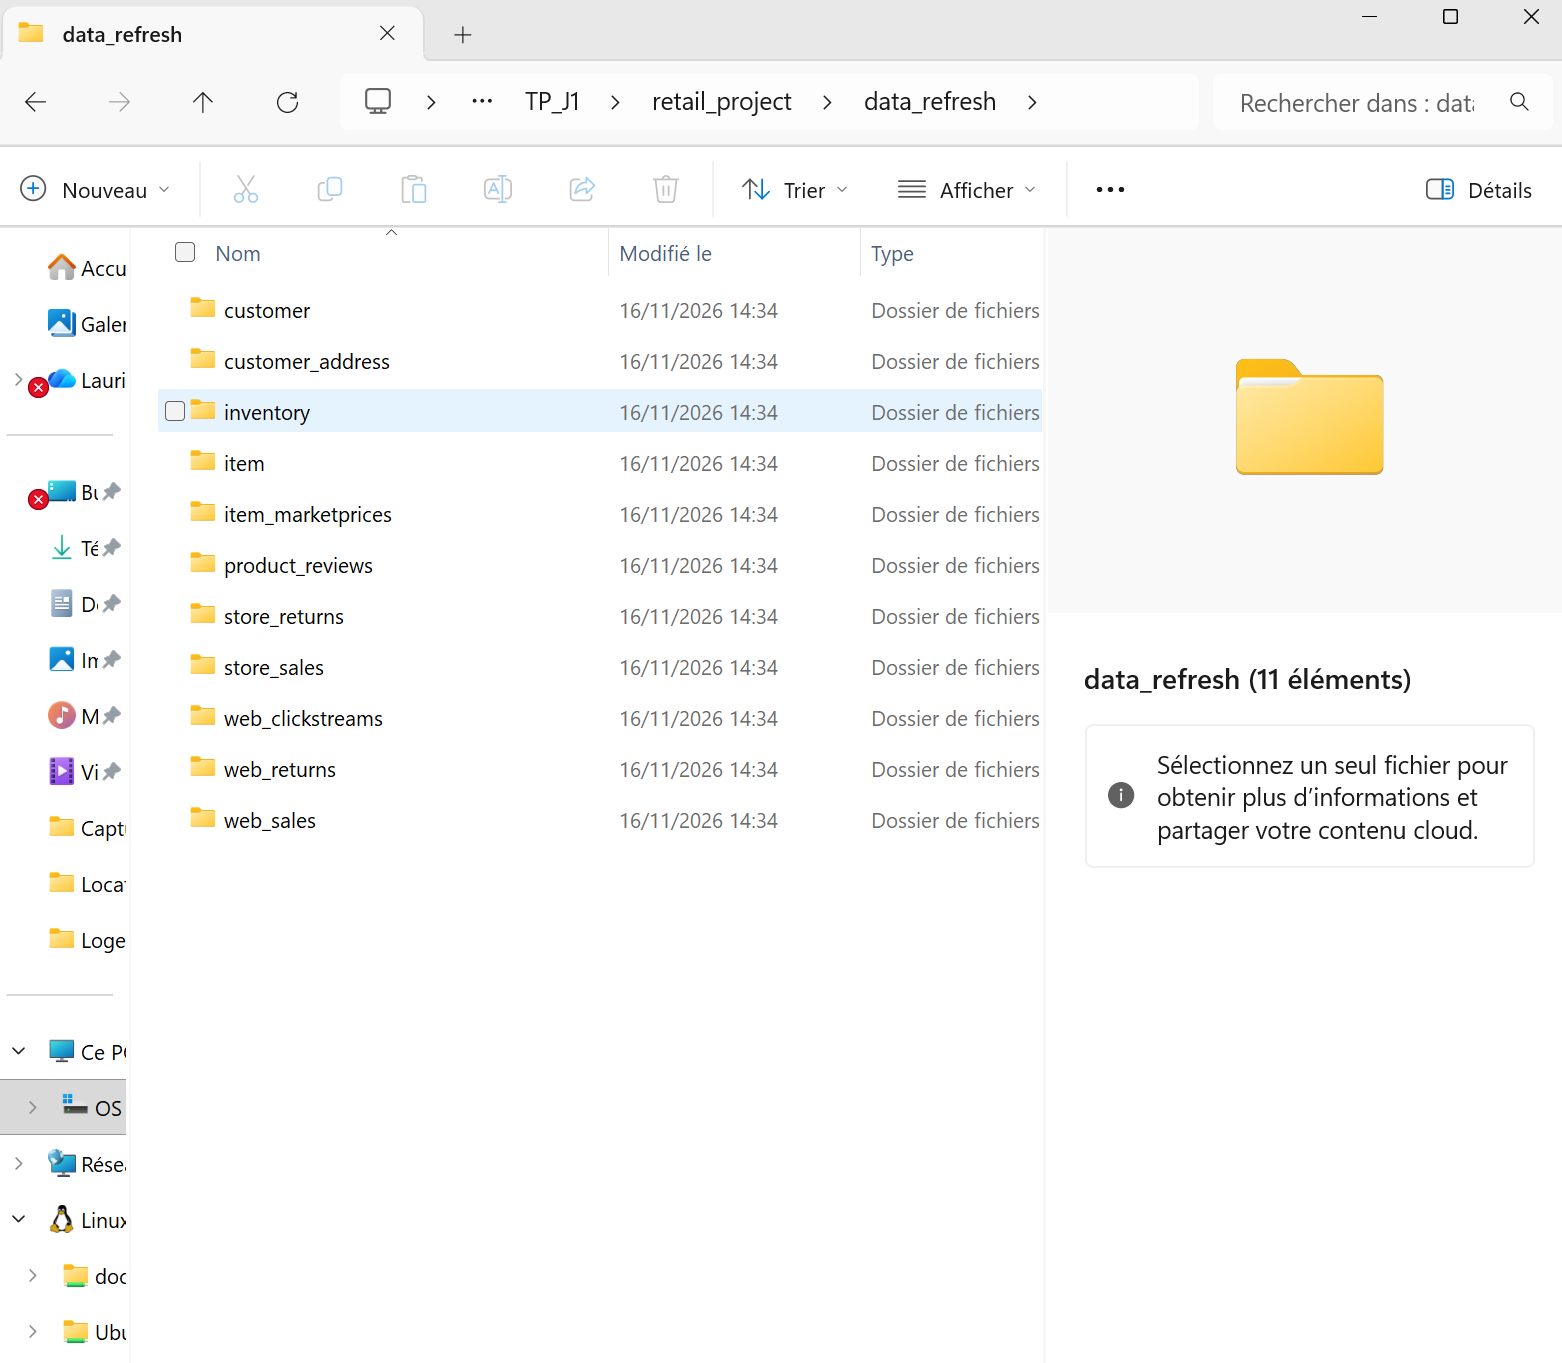 data_refresh
TP_J1
retail_project
data_refresh
Rechercher dans : data
Nouveau
Trier
Afficher
Détails
Nom
Modifié le
Type
customer 16/11/2026 14:34 Dossier de fichiers
customer_address 16/11/2026 14:34 Dossier de fichiers
inventory 16/11/2026 14:34 Dossier de fichiers
item 16/11/2026 14:34 Dossier de fichiers
item_marketprices 16/11/2026 14:34 Dossier de fichiers
product_reviews 16/11/2026 14:34 Dossier de fichiers
store_returns 16/11/2026 14:34 Dossier de fichiers
store_sales 16/11/2026 14:34 Dossier de fichiers
web_clickstreams 16/11/2026 14:34 Dossier de fichiers
web_returns 16/11/2026 14:34 Dossier de fichiers
web_sales 16/11/2026 14:34 Dossier de fichiers
Accu
Galer
Lauri
Bu
Té
Do
Im
M
Vi
Capt
Loca
Loge
Ce P
OS
Rése
Linux
doc
Ubu
data_refresh (11 éléments)
Sélectionnez un seul fichier pour
obtenir plus d’informations et
partager votre contenu cloud.